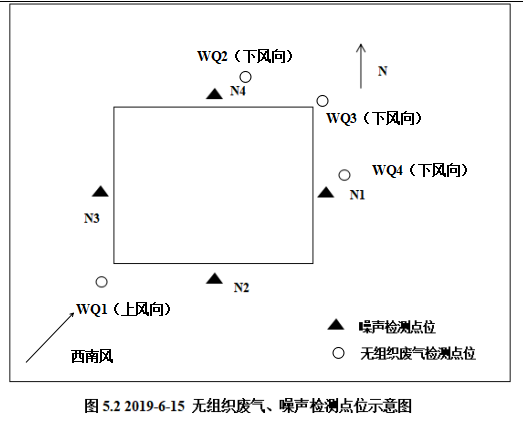 WQ2（下风向）
N
N4
WQ3（下风向）
WQ4（下风向）
N1
N3
N2
WQ1（上风向）
噪声检测点位
西南风
无组织废气检测点位
图 5.2 2019-6-15 无组织废气、噪声检测点位示意图